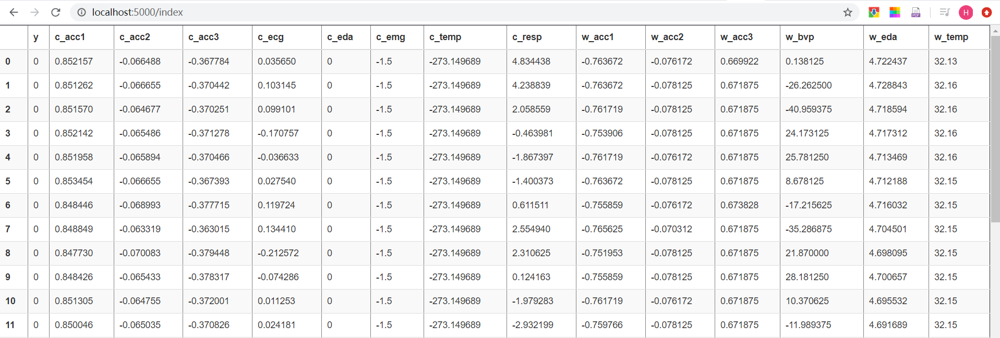 localhost:5000/index
PDF
H
y c_acc1 c_acc2 c_acc3 c_ecg c_eda c_emg c_temp c_resp w_acc1 w_acc2 w_acc3 w_bvp w_eda w_temp
0 0 0.852157 -0.066488 -0.367784 0.035650 0 -1.5 -273.149689 4.834438 -0.763672 -0.076172 0.669922 0.138125 4.722437 32.13
1 0 0.851262 -0.066655 -0.370442 0.103145 0 -1.5 -273.149689 4.238839 -0.763672 -0.078125 0.671875 -26.262500 4.728843 32.16
2 0 0.851570 -0.064677 -0.370251 0.099101 0 -1.5 -273.149689 2.058559 -0.761719 -0.078125 0.671875 -40.959375 4.718594 32.16
3 0 0.852142 -0.065486 -0.371278 -0.170757 0 -1.5 -273.149689 -0.463981 -0.753906 -0.078125 0.671875 24.173125 4.717312 32.16
4 0 0.851958 -0.065894 -0.370466 -0.036633 0 -1.5 -273.149689 -1.867397 -0.761719 -0.076172 0.671875 25.781250 4.713469 32.16
5 0 0.853454 -0.066655 -0.367393 0.027540 0 -1.5 -273.149689 -1.400373 -0.763672 -0.078125 0.671875 8.678125 4.712188 32.15
6 0 0.848446 -0.068993 -0.377715 0.119724 0 -1.5 -273.149689 0.611511 -0.755859 -0.076172 0.673828 -17.215625 4.716032 32.15
7 0 0.848849 -0.063319 -0.363015 0.134410 0 -1.5 -273.149689 2.554940 -0.765625 -0.070312 0.671875 -35.286875 4.704501 32.15
8 0 0.847730 -0.070083 -0.379448 -0.212572 0 -1.5 -273.149689 2.310625 -0.751953 -0.078125 0.671875 21.870000 4.698095 32.15
9 0 0.848426 -0.065433 -0.378317 -0.074286 0 -1.5 -273.149689 0.124163 -0.755859 -0.078125 0.671875 28.181250 4.700657 32.15
10 0 0.851305 -0.064755 -0.372001 0.011253 0 -1.5 -273.149689 -1.979283 -0.761719 -0.076172 0.671875 10.370625 4.695532 32.15
11 0 0.850046 -0.065035 -0.370826 0.024181 0 -1.5 -273.149689 -2.932199 -0.759766 -0.078125 0.671875 -11.989375 4.691689 32.15